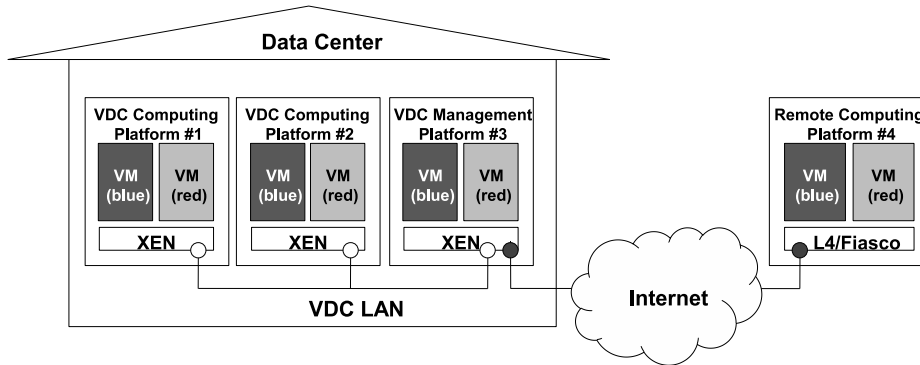 Data Center
VDC Computing
Platform #1
VM
(blue)
VM
(red)
XEN
VDC Computing
Platform #2
VM
(blue)
VM
(red)
XEN
VDC Management
Platform #3
VM
(blue)
VM
(red)
XEN
Remote Computing
Platform #4
VM
(blue)
VM
(red)
L4/Fiasco
VDC LAN
Internet